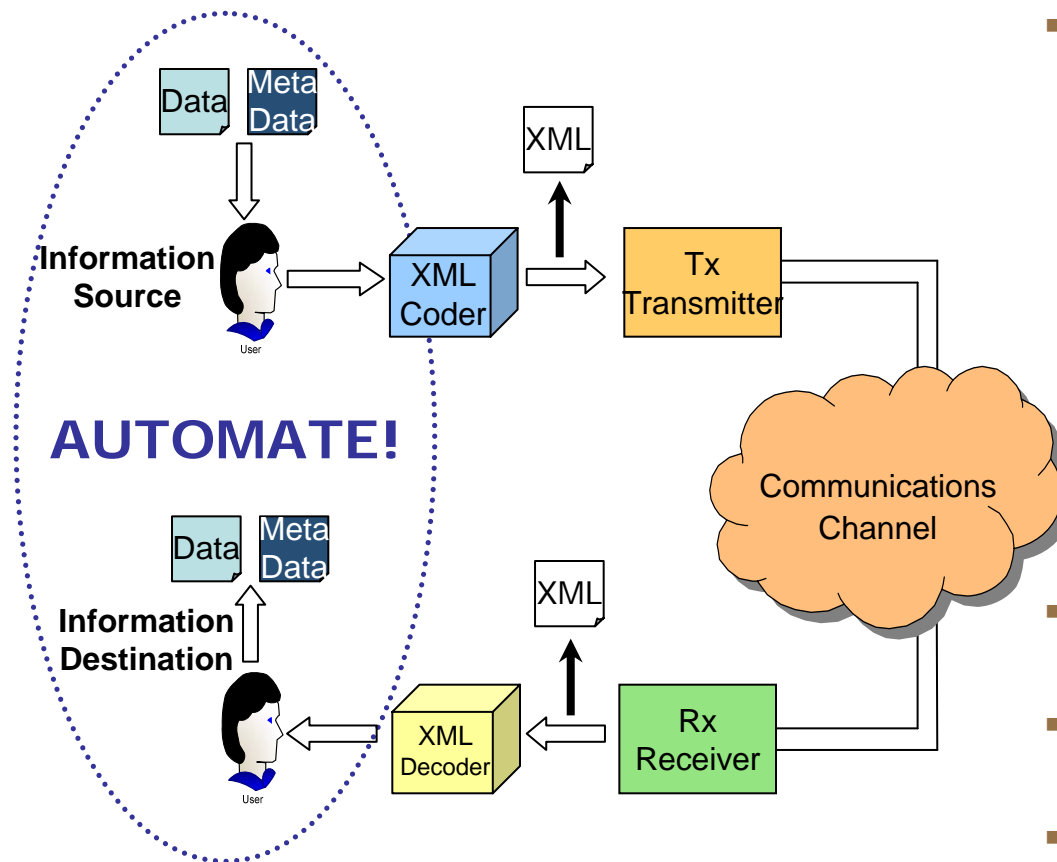 Data
Meta
Data
XML
Information
Source
User
XML
Coder
Tx
Transmitter
AUTOMATE!
Communications
Channel
Data
Meta
Data
XML
Information
Destination
User
XML
Decoder
Rx
Receiver